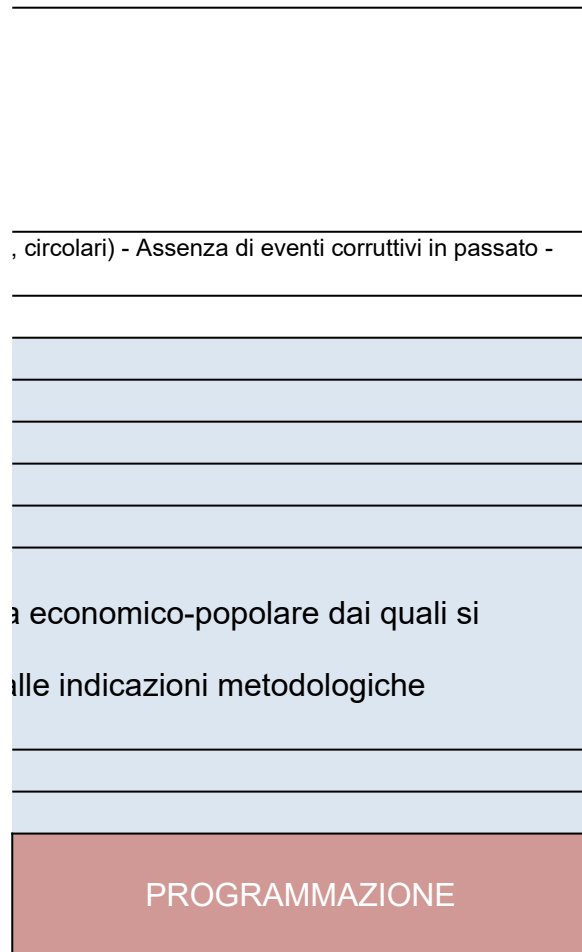 , circolari) - Assenza di eventi corruttivi in passato -
a economico-popolare dai quali si
alle indicazioni metodologiche
PROGRAMMAZIONE